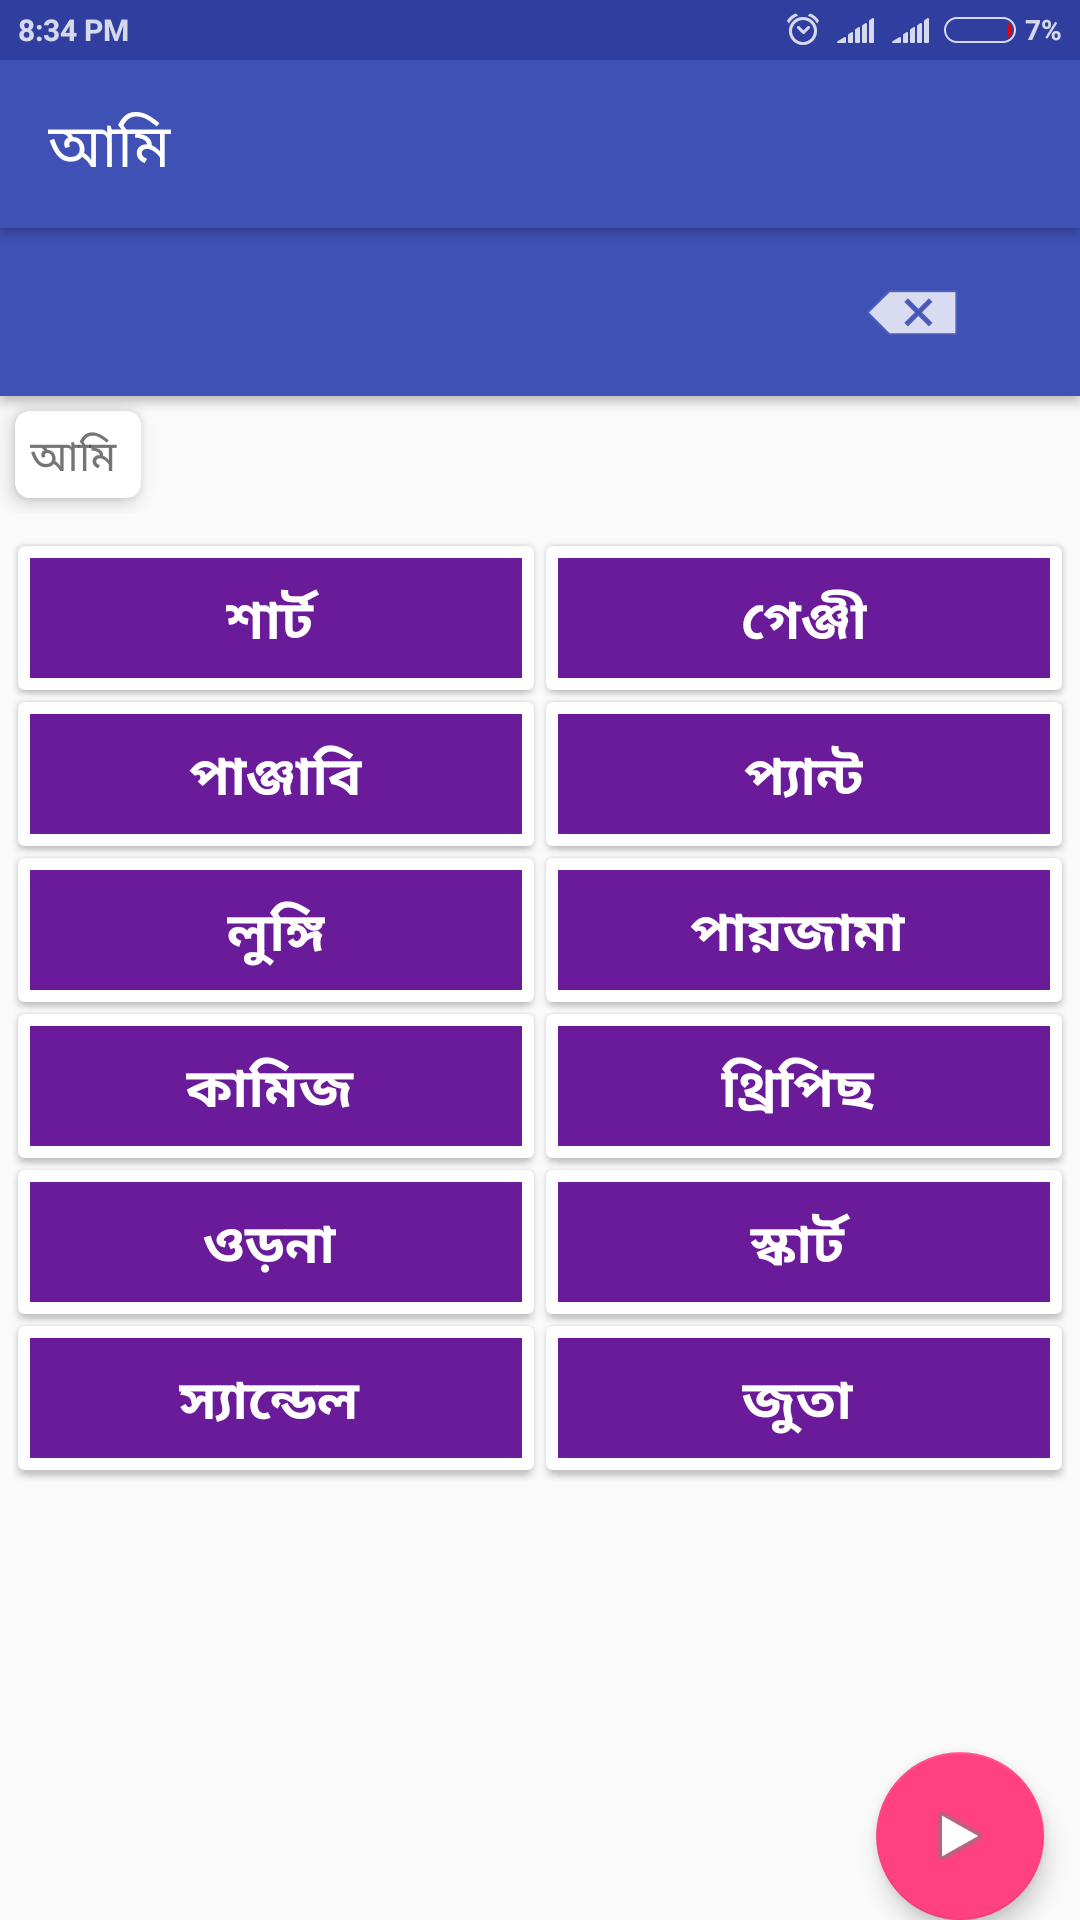 8:34 PM 7%
আমি
আমি
শার্ট গেঞ্জী
পাঞ্জাবি প্যান্ট
লুঙ্গি পায়জামা
কামিজ থ্রিপিছ
ওড়না স্কার্ট
স্যান্ডেল জুতা